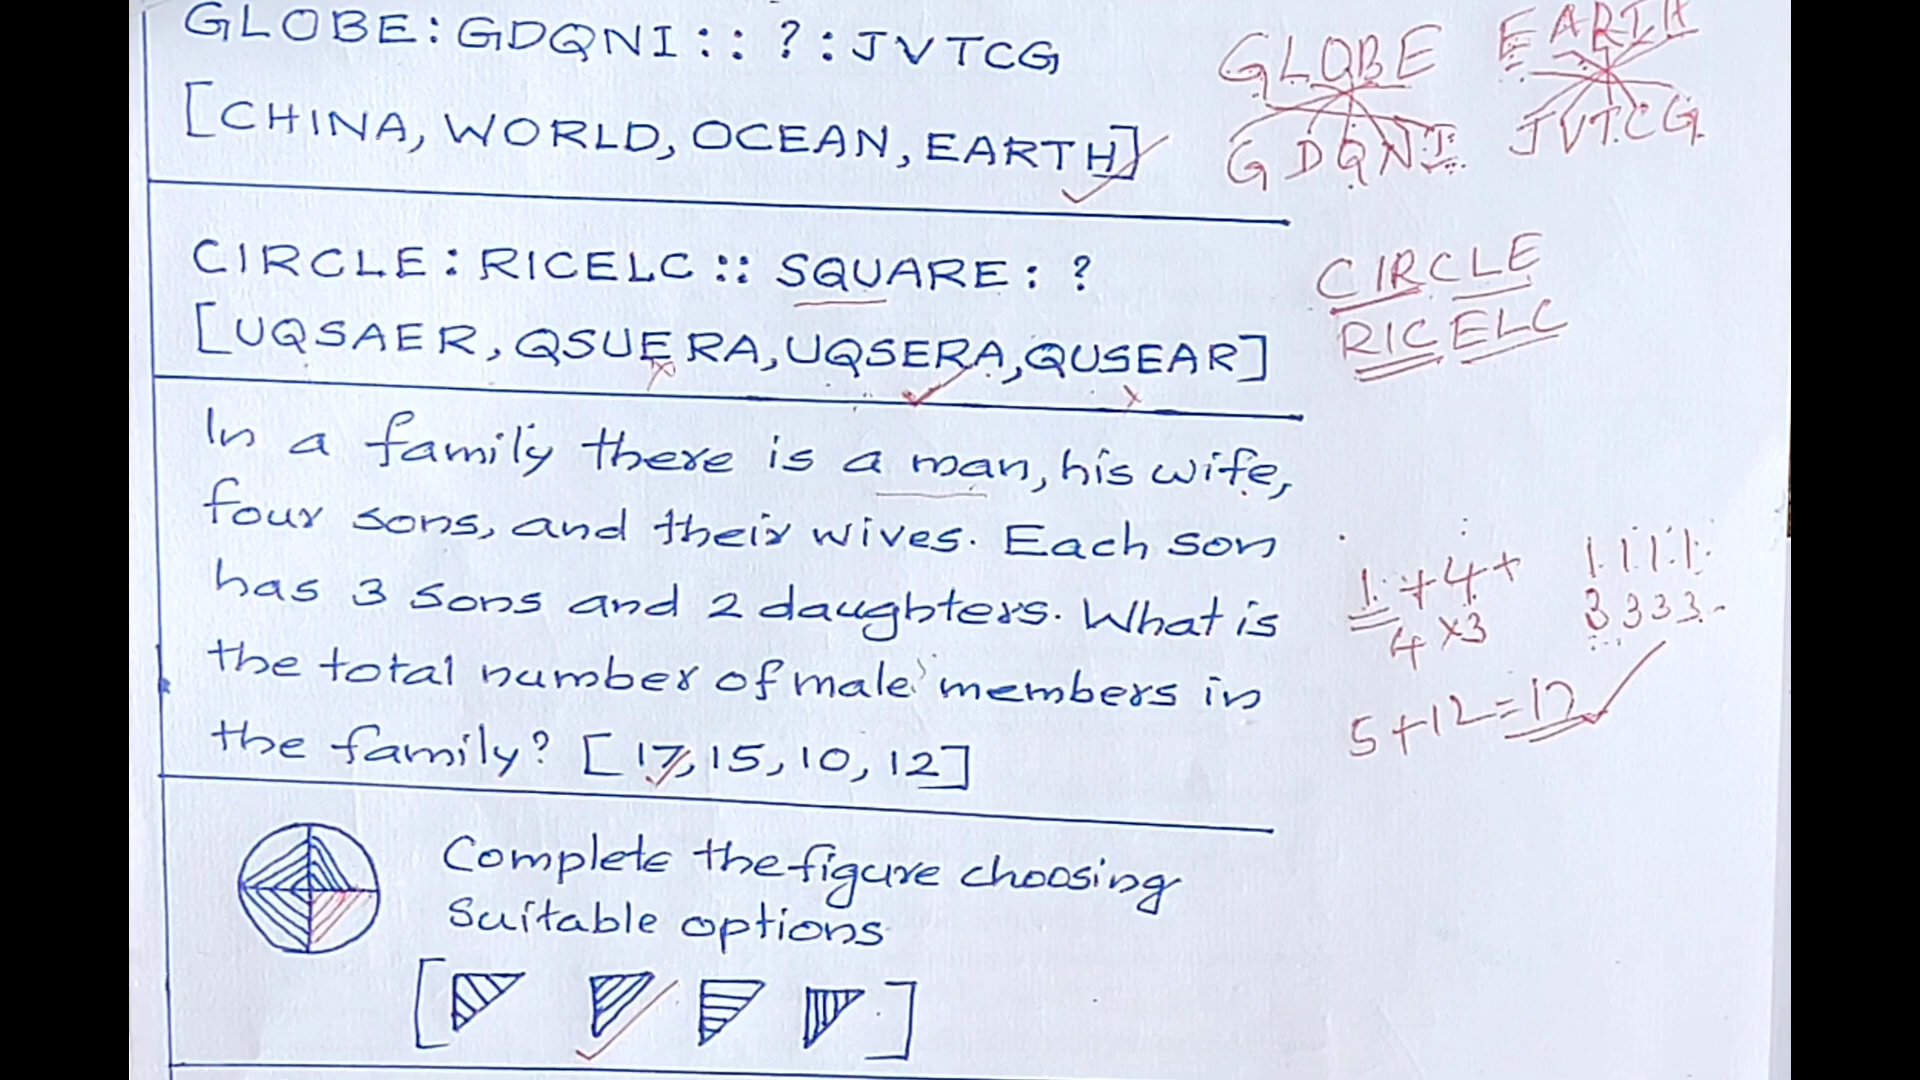 GLOBE:GDQNI::?:JVTCG
[CHINA, WORLD, OCEAN, EARTH]
GLOBE
GDQNI
EARTH
JVTCG
CIRCLE:RICELC:: SQUARE:?
[UQSAER, QSUERA, UQSERA, QUSEAR]
CIRCLE
RICELC
In a family there is a man, his wife,
four sons, and their wives. Each son
has 3 sons and 2 daughters. What is
the total number of male members in
the family? [17, 15, 10, 12]
1+4+
4x3
5+12=17
1 1 1 1
3 3 3 3
Complete the figure choosing
suitable options